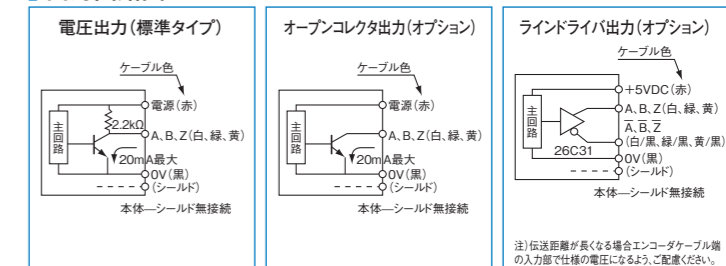 電圧出力(標準タイプ)
ケーブル色
主回路
電源(赤)
2.2kΩ
A、B、Z(白、緑、黄)
20mA最大
0V(黒)
(シールド)
本体—シールド無接続
オープンコレクタ出力(オプション)
ケーブル色
主回路
電源(赤)
A、B、Z(白、緑、黄)
20mA最大
0V(黒)
(シールド)
本体—シールド無接続
ラインドライバ出力(オプション)
ケーブル色
主回路
+5VDC(赤)
A、B、Z(白、緑、黄)
A̅、B̅、Z̅
(白/黒、緑/黒、黄/黒)
26C31
0V(黒)
(シールド)
本体—シールド無接続
注)伝送距離が長くなる場合エンコーダケーブル端
の入力部で仕様の電圧になるよう、ご配慮ください。